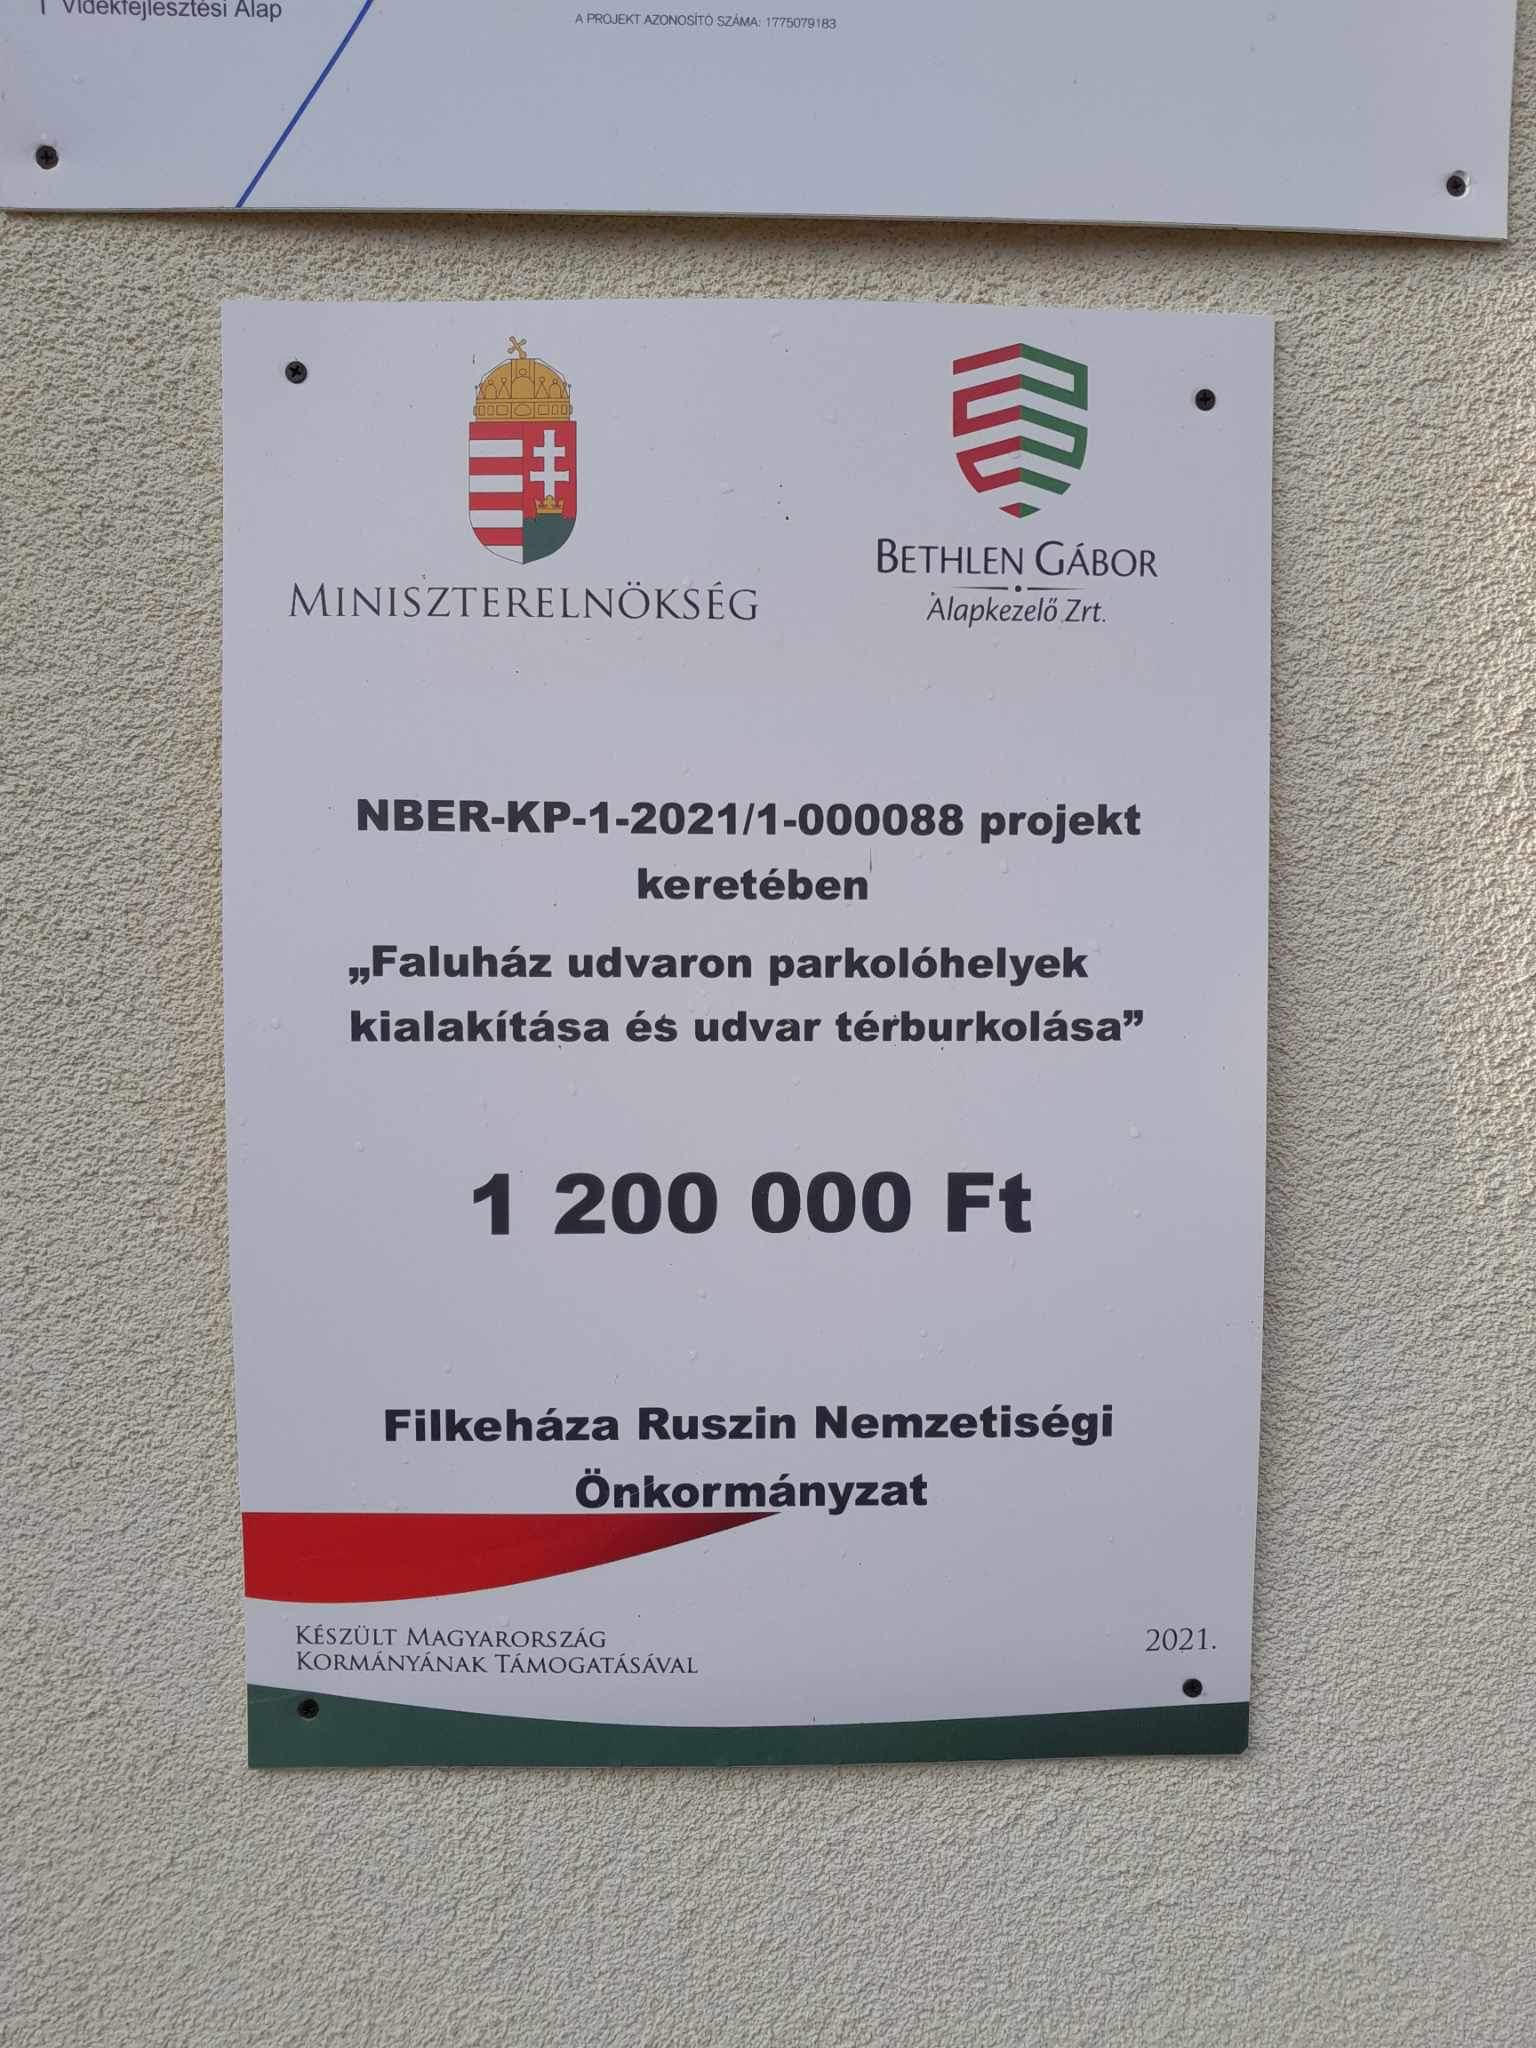 Vidékfejlesztési Alap
A PROJEKT AZONOSÍTÓ SZÁMA: 1775079183
MINISZTERELNÖKSÉG
BETHLEN GÁBOR
Alapkezelő Zrt.
NBER-KP-1-2021/1-000088 projekt
keretében
„Faluház udvaron parkolóhelyek
kialakítása és udvar térburkolása”
1 200 000 Ft
Filkeháza Ruszin Nemzetiségi
Önkormányzat
KÉSZÜLT MAGYARORSZÁG
KORMÁNYÁNAK TÁMOGATÁSÁVAL
2021.